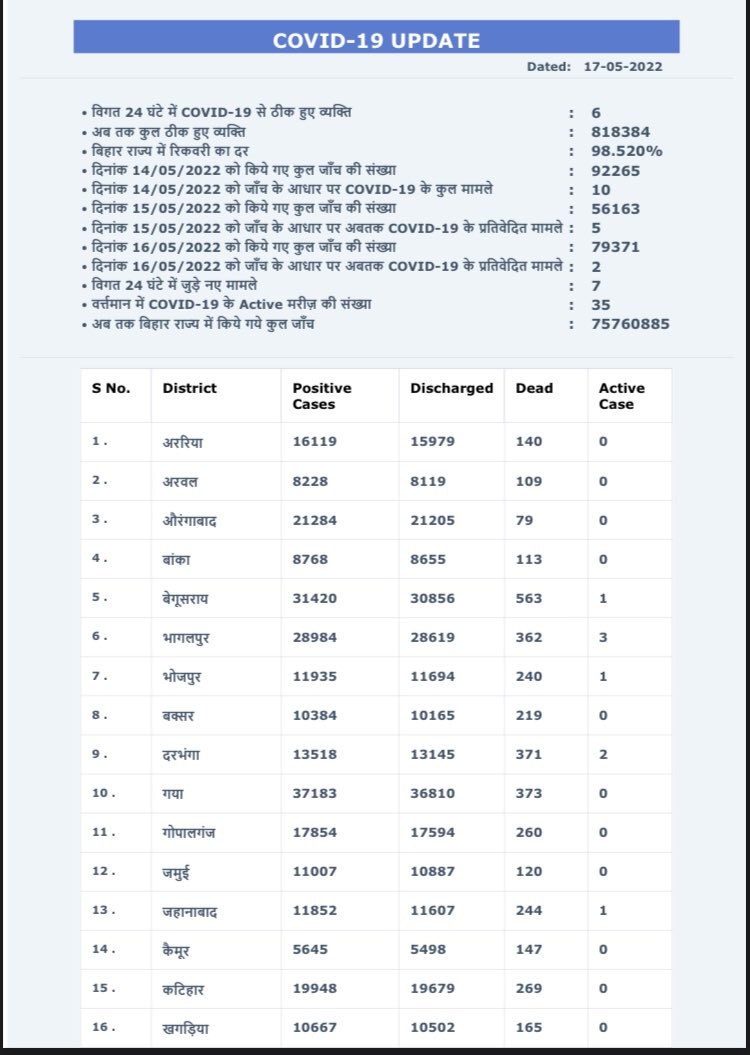 COVID-19 UPDATE
Dated: 17-05-2022
• विगत 24 घंटे में COVID-19 से ठीक हुए व्यक्ति : 6
• अब तक कुल ठीक हुए व्यक्ति : 818384
• बिहार राज्य में रिकवरी का दर : 98.520%
• दिनांक 14/05/2022 को किये गए कुल जाँच की संख्या : 92265
• दिनांक 14/05/2022 को जाँच के आधार पर COVID-19 के कुल मामले : 10
• दिनांक 15/05/2022 को किये गए कुल जाँच की संख्या : 56163
• दिनांक 15/05/2022 को जाँच के आधार पर अबतक COVID-19 के प्रतिवेदित मामले : 5
• दिनांक 16/05/2022 को किये गए कुल जाँच की संख्या : 79371
• दिनांक 16/05/2022 को जाँच के आधार पर अबतक COVID-19 के प्रतिवेदित मामले : 2
• विगत 24 घंटे में जुड़े नए मामले : 7
• वर्त्तमान में COVID-19 के Active मरीज़ की संख्या : 35
• अब तक बिहार राज्य में किये गये कुल जाँच : 75760885
S No. District Positive Cases Discharged Dead Active Case
1 . अररिया 16119 15979 140 0
2 . अरवल 8228 8119 109 0
3 . औरंगाबाद 21284 21205 79 0
4 . बांका 8768 8655 113 0
5 . बेगूसराय 31420 30856 563 1
6 . भागलपुर 28984 28619 362 3
7 . भोजपुर 11935 11694 240 1
8 . बक्सर 10384 10165 219 0
9 . दरभंगा 13518 13145 371 2
10 . गया 37183 36810 373 0
11 . गोपालगंज 17854 17594 260 0
12 . जमुई 11007 10887 120 0
13 . जहानाबाद 11852 11607 244 1
14 . कैमूर 5645 5498 147 0
15 . कटिहार 19948 19679 269 0
16 . खगड़िया 10667 10502 165 0